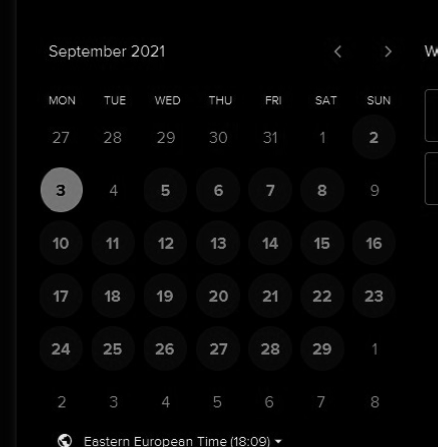 September 2021
W
MON TUE WED THU FRI SAT SUN
27 28 29 30 31 1 2
3 4 5 6 7 8 9
10 11 12 13 14 15 16
17 18 19 20 21 22 23
24 25 26 27 28 29 1
2 3 4 5 6 7 8
Eastern European Time (18:09)